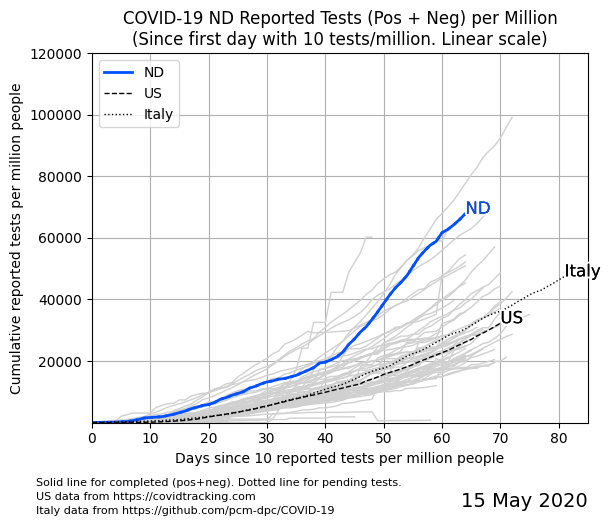 COVID-19 ND Reported Tests (Pos + Neg) per Million
(Since first day with 10 tests/million. Linear scale)
120000
100000
80000
60000
40000
20000
Cumulative reported tests per million people
ND
US
Italy
ND
Italy
US
0 10 20 30 40 50 60 70 80
Days since 10 reported tests per million people
Solid line for completed (pos+neg). Dotted line for pending tests.
US data from https://covidtracking.com
Italy data from https://github.com/pcm-dpc/COVID-19
15 May 2020